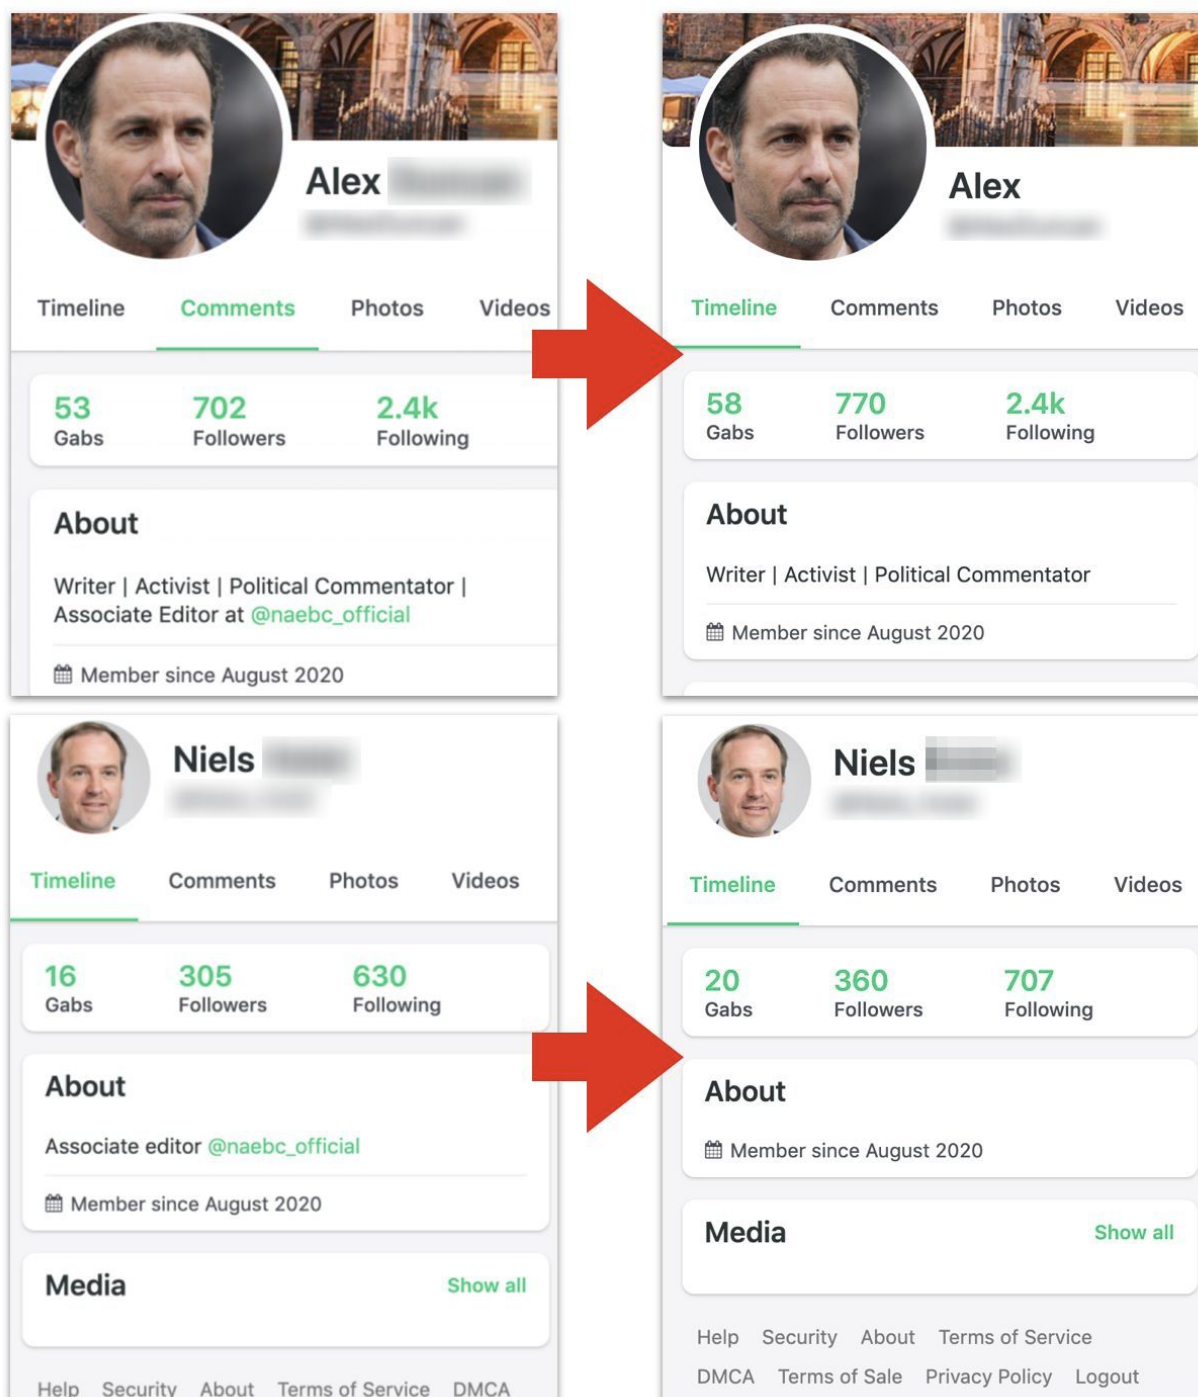 Alex
Timeline Comments Photos Videos
53 702 2.4k
Gabs Followers Following
About
Writer | Activist | Political Commentator |
Associate Editor at @naebc_official
Member since August 2020
Alex
Timeline Comments Photos Videos
58 770 2.4k
Gabs Followers Following
About
Writer | Activist | Political Commentator
Member since August 2020
Niels
Timeline Comments Photos Videos
16 305 630
Gabs Followers Following
About
Associate editor @naebc_official
Member since August 2020
Media Show all
Help Security About Terms of Service DMCA
Niels
Timeline Comments Photos Videos
20 360 707
Gabs Followers Following
About
Member since August 2020
Media Show all
Help Security About Terms of Service
DMCA Terms of Sale Privacy Policy Logout